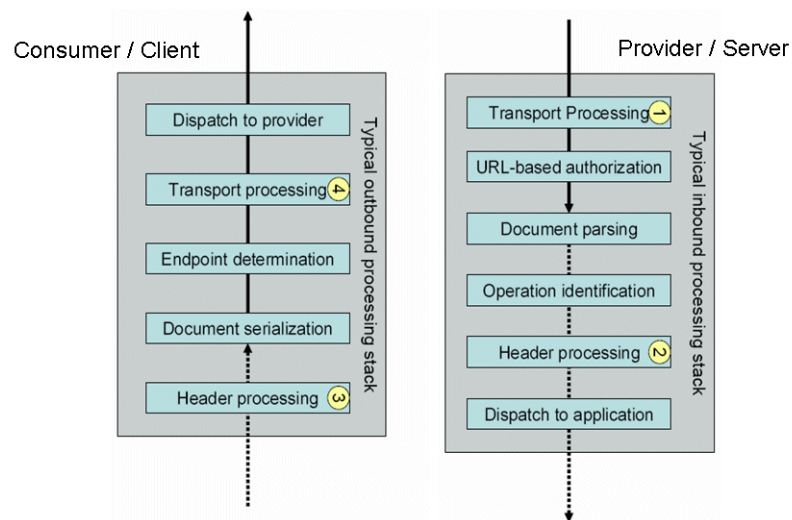 Consumer / Client
Dispatch to provider
Transport processing 4
Endpoint determination
Document serialization
Header processing 3
Typical outbound processing stack
Provider / Server
Transport Processing 1
URL-based authorization
Document parsing
Operation identification
Header processing 2
Dispatch to application
Typical inbound processing stack